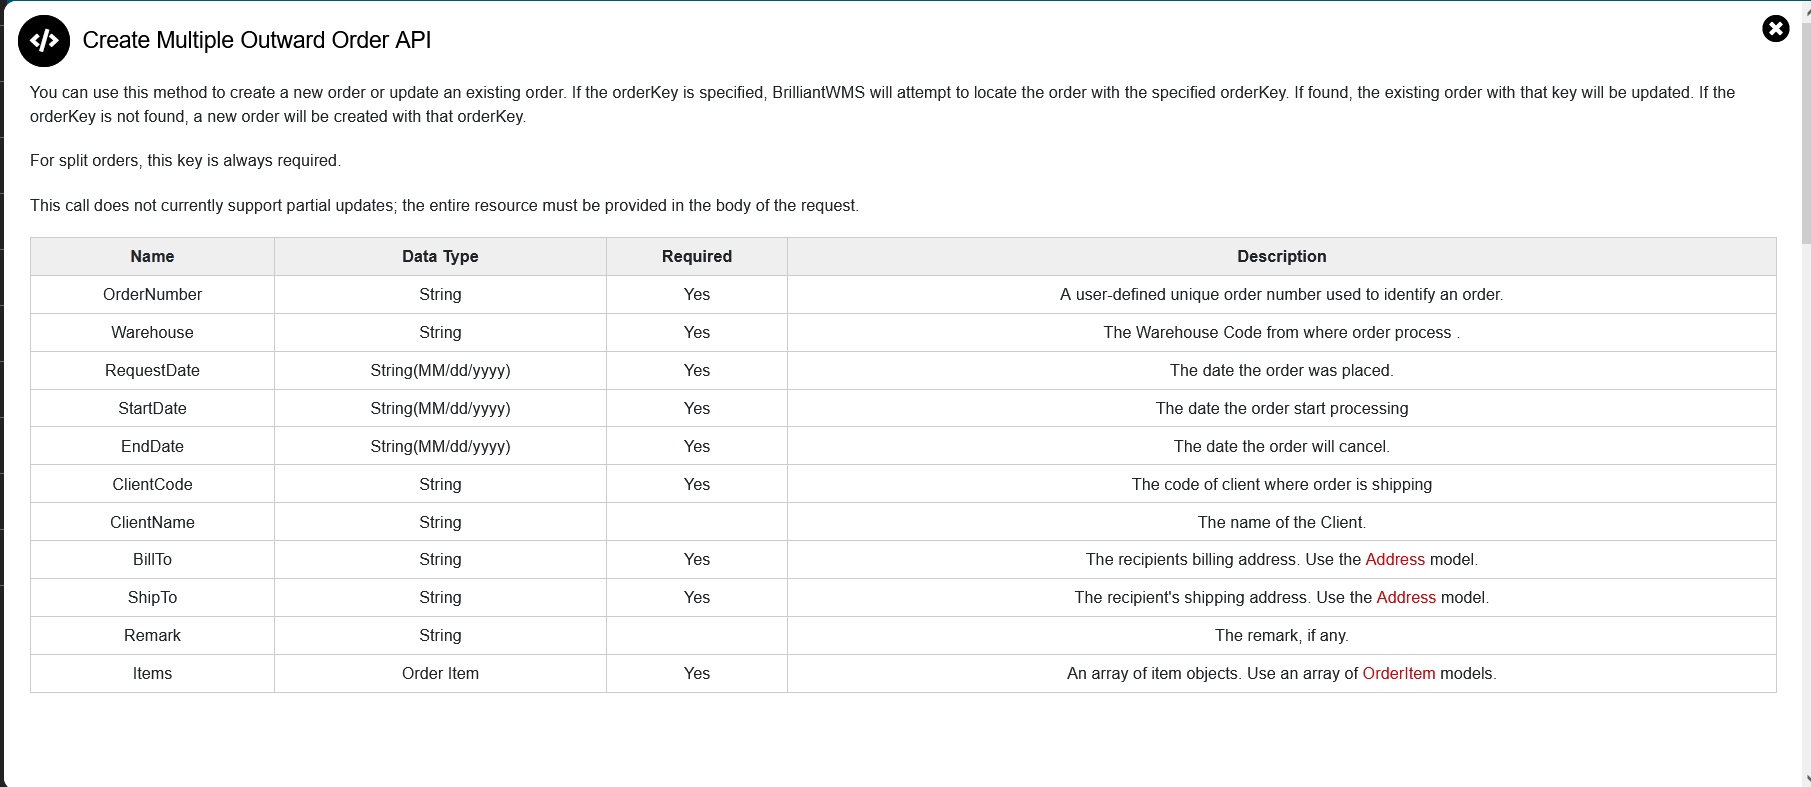 </>
Create Multiple Outward Order API
You can use this method to create a new order or update an existing order. If the orderKey is specified, BrilliantWMS will attempt to locate the order with the specified orderKey. If found, the existing order with that key will be updated. If the
orderKey is not found, a new order will be created with that orderKey.
For split orders, this key is always required.
This call does not currently support partial updates; the entire resource must be provided in the body of the request.
Name Data Type Required Description
OrderNumber String Yes A user-defined unique order number used to identify an order.
Warehouse String Yes The Warehouse Code from where order process .
RequestDate String(MM/dd/yyyy) Yes The date the order was placed.
StartDate String(MM/dd/yyyy) Yes The date the order start processing
EndDate String(MM/dd/yyyy) Yes The date the order will cancel.
ClientCode String Yes The code of client where order is shipping
ClientName String The name of the Client.
BillTo String Yes The recipients billing address. Use the Address model.
ShipTo String Yes The recipient's shipping address. Use the Address model.
Remark String The remark, if any.
Items Order Item Yes An array of item objects. Use an array of OrderItem models.